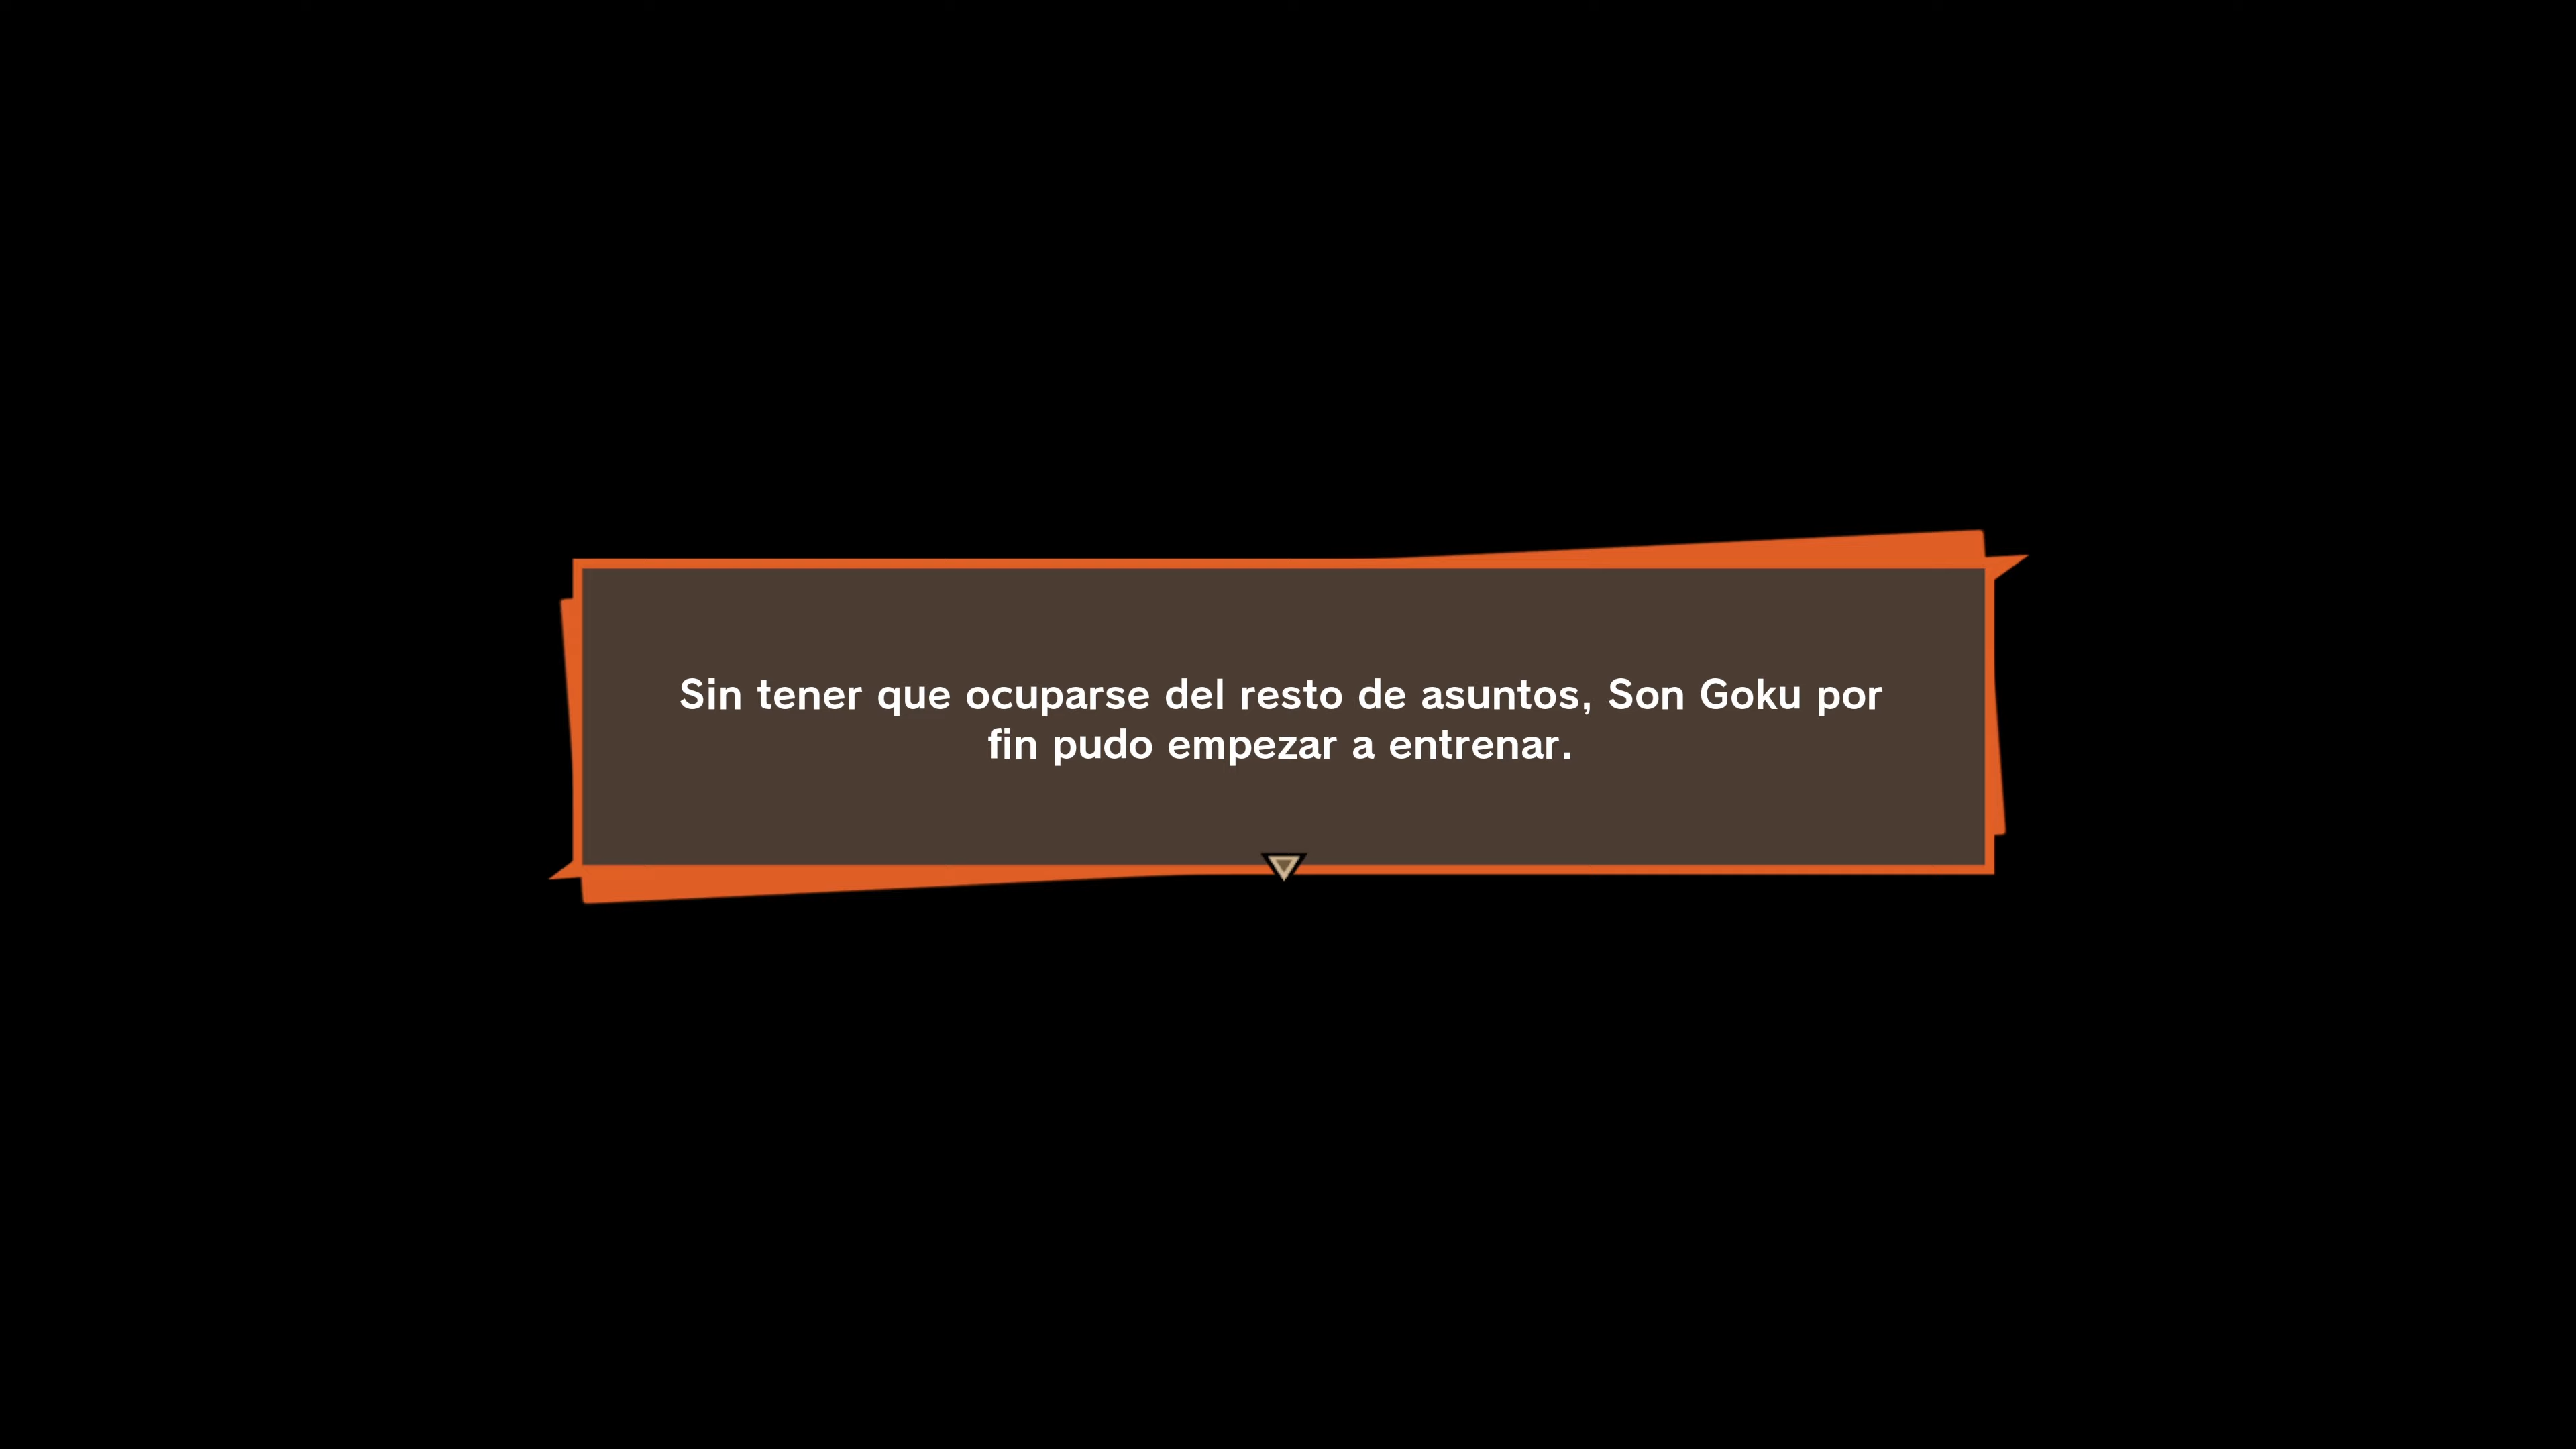 Sin tener que ocuparse del resto de asuntos, Son Goku por
fin pudo empezar a entrenar.